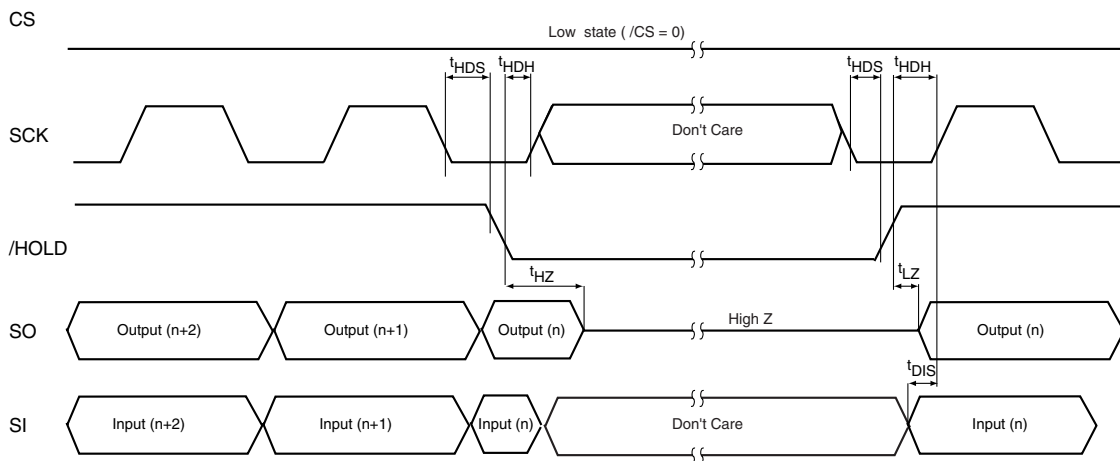 CS
Low state ( /CS = 0)
tHDS tHDH tHDS tHDH
SCK
Don't Care
/HOLD
tHZ tLZ
SO
Output (n+2) Output (n+1) Output (n) High Z Output (n)
tDIS
SI
Input (n+2) Input (n+1) Input (n) Don't Care Input (n)